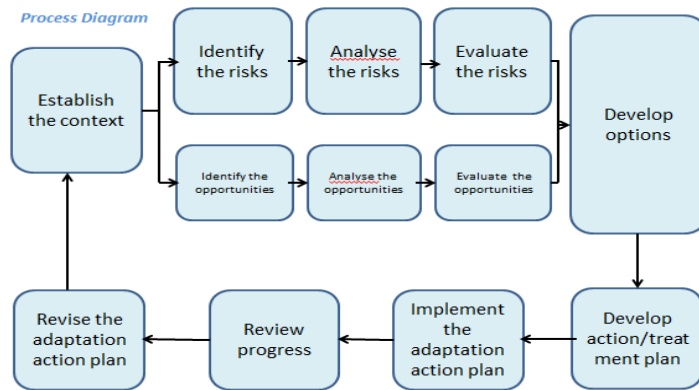 Process Diagram
Establish
the context
Identify
the risks
Analyse
the risks
Evaluate
the risks
Identify the
opportunities
Analyse the
opportunities
Evaluate the
opportunities
Develop
options
Develop
action/treat
ment plan
Implement
the
adaptation
action plan
Review
progress
Revise the
adaptation
action plan